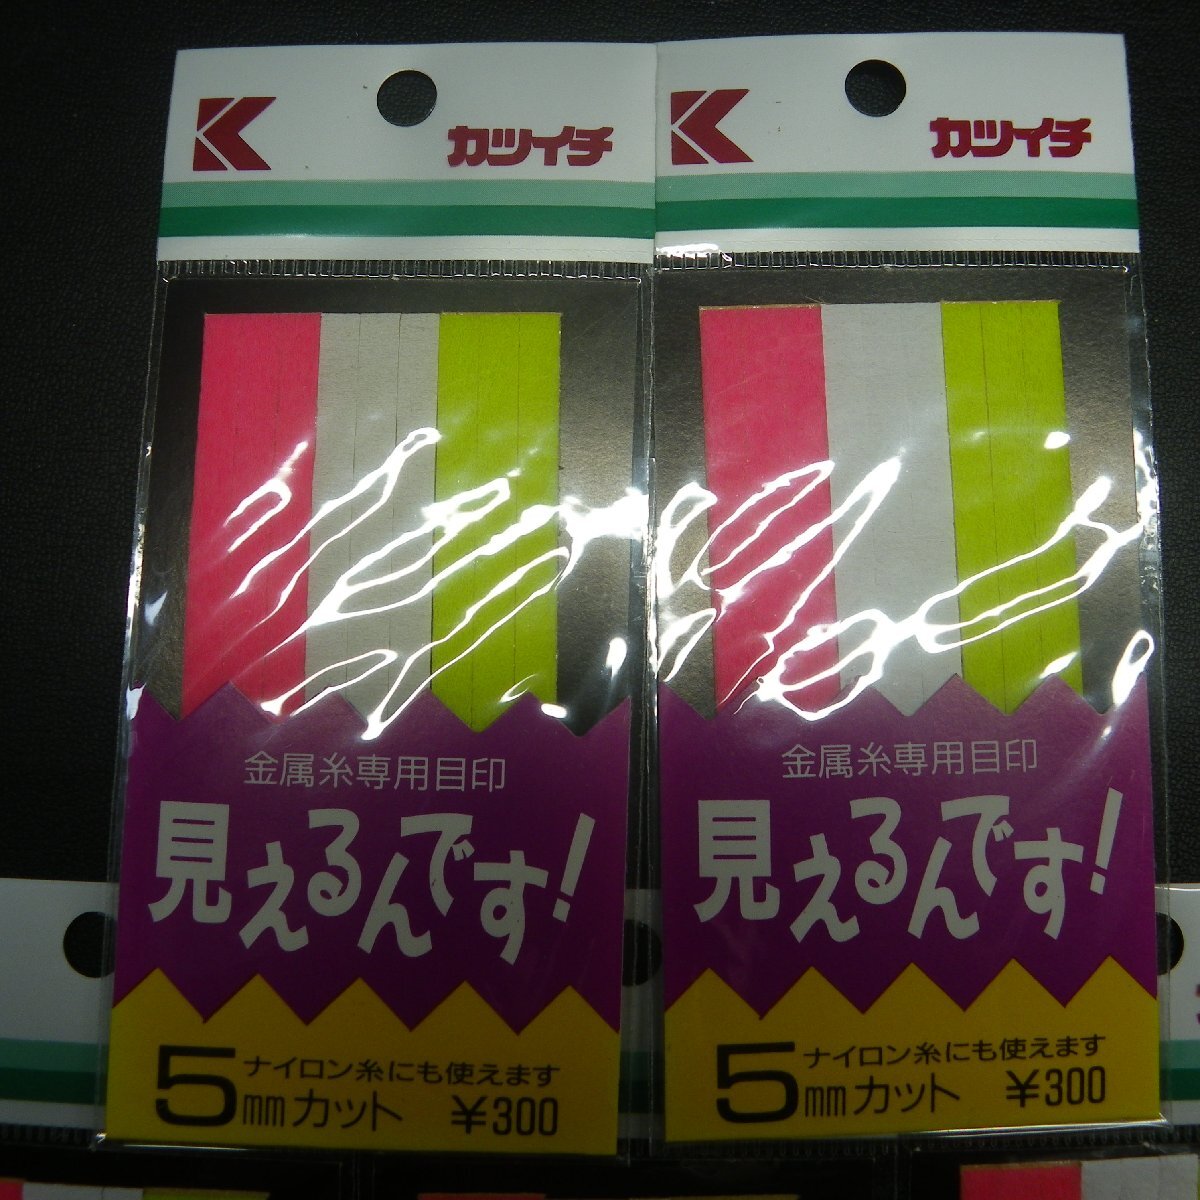 K カツイチ
金属糸専用目印
見えるんです!
ナイロン糸にも使えます
5mmカット ¥300
K カツイチ
金属糸専用目印
見えるんです!
ナイロン糸にも使えます
5mmカット ¥300